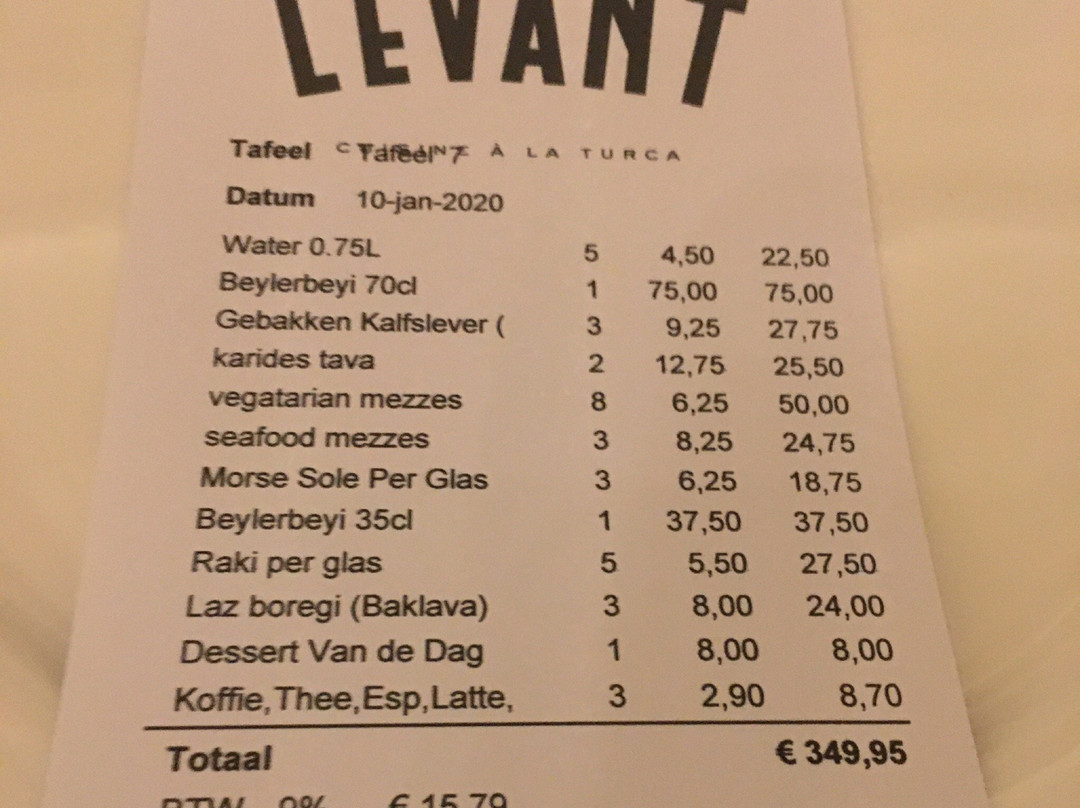 LEVANT
Tafeel Tafeel 7 À LA TURCA
Datum 10-jan-2020
Water 0.75L 5 4,50 22,50
Beylerbeyi 70cl 1 75,00 75,00
Gebakken Kalfslever ( 3 9,25 27,75
karides tava 2 12,75 25,50
vegatarian mezzes 8 6,25 50,00
seafood mezzes 3 8,25 24,75
Morse Sole Per Glas 3 6,25 18,75
Beylerbeyi 35cl 1 37,50 37,50
Raki per glas 5 5,50 27,50
Laz boregi (Baklava) 3 8,00 24,00
Dessert Van de Dag 1 8,00 8,00
Koffie,Thee,Esp,Latte, 3 2,90 8,70
Totaal € 349,95
BTW € 15,79